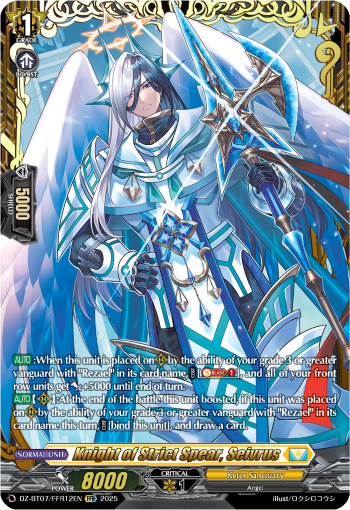 1
GRADE
BOOST
5000
SHIELD
AUTO:When this unit is placed on (RC) by the ability of your grade 3 or greater
vanguard with "Rezael" in its card name, COST [SB BLAST 1], and all of your front
row units get +5000 until end of turn.
AUTO (RC):At the end of the battle this unit boosted, if this unit was placed
on (RC) by the ability of your grade 3 or greater vanguard with "Rezael" in its
card name this turn, COST [bind this unit], and draw a card.
NORMAL UNIT
Knight of Strict Spear, Sciurus
POWER
8000
CRITICAL
1
Keter Sanctuary
Angel
DZ-BT07/FFR12EN FFR 2025
illust/ロクシロコウシ